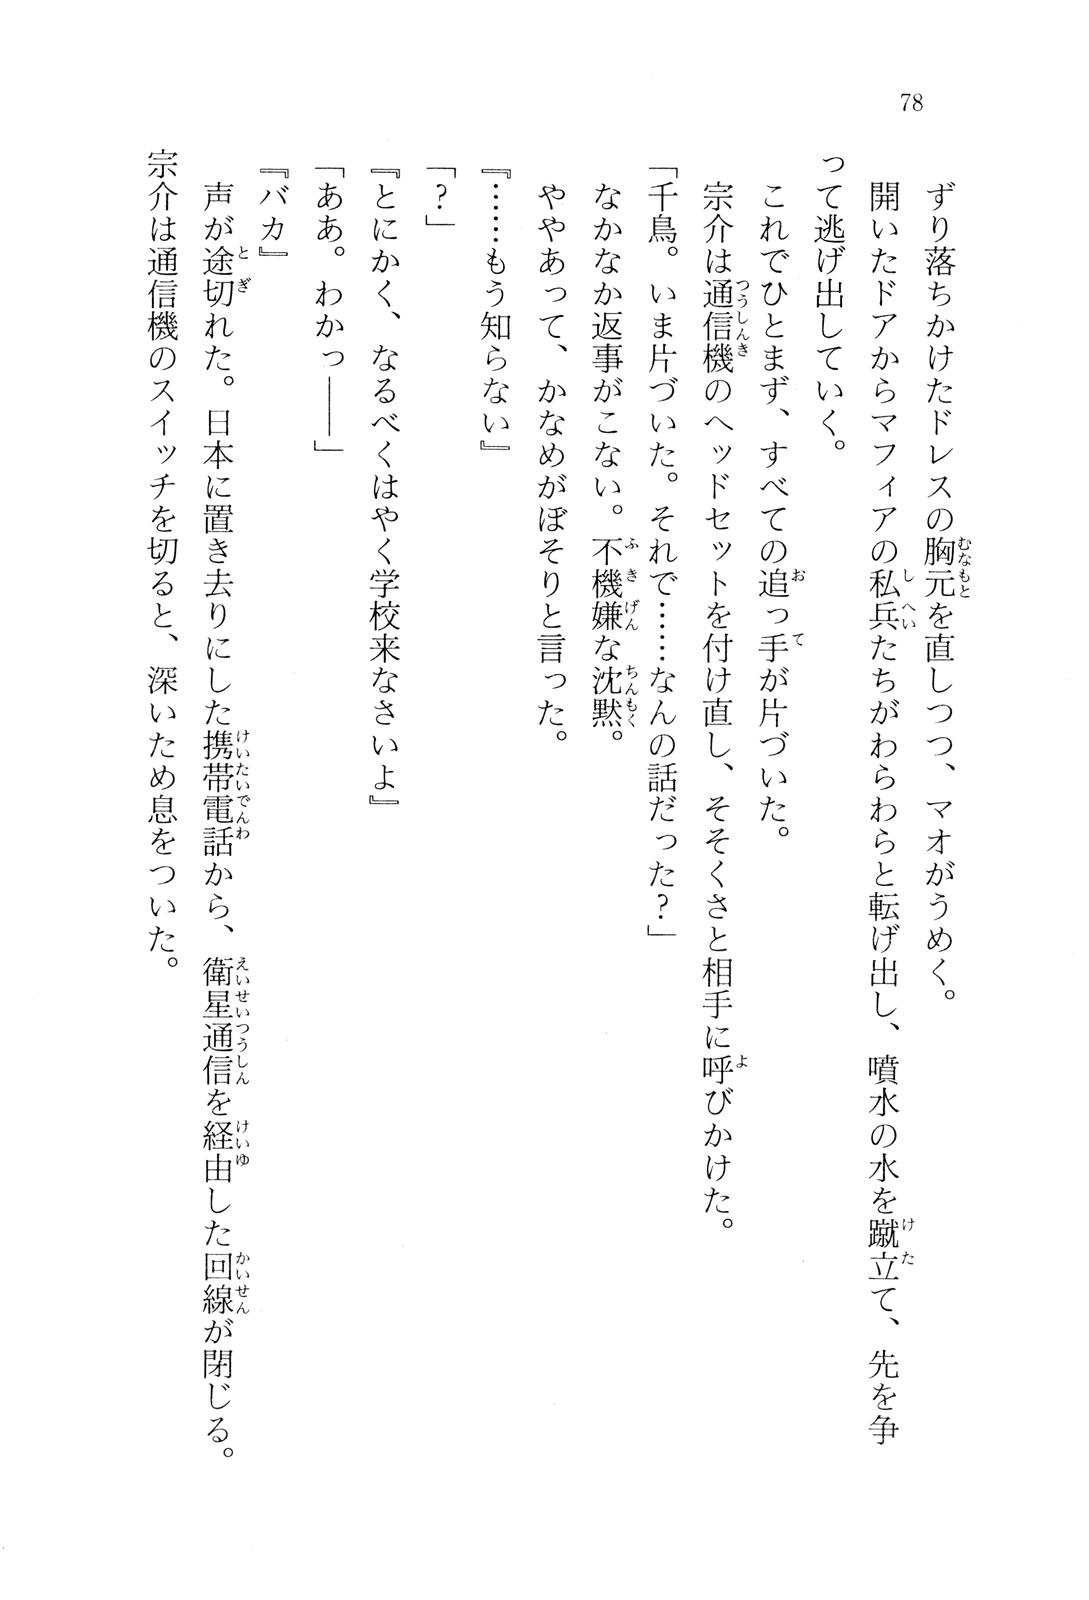 78
ずり落ちかけたドレスの胸元を直しつつ、マオがうめく。
開いたドアからマフィアの私兵たちがわらわらと転げ出し、噴水の水を蹴立て、先を争
って逃げ出していく。
これでひとまず、すべての追っ手が片づいた。
宗介は通信機のヘッドセットを付け直し、そそくさと相手に呼びかけた。
「千鳥。いま片づいた。それで……なんの話だった？」
なかなか返事がこない。不機嫌な沈黙。
ややあって、かなめがぼそりと言った。
『……もう知らない』
「？」
『とにかく、なるべくはやく学校来なさいよ』
「ああ。わかっ――」
『バカ』
声が途切れた。日本に置き去りにした携帯電話から、衛星通信を経由した回線が閉じる。
宗介は通信機のスイッチを切ると、深いため息をついた。